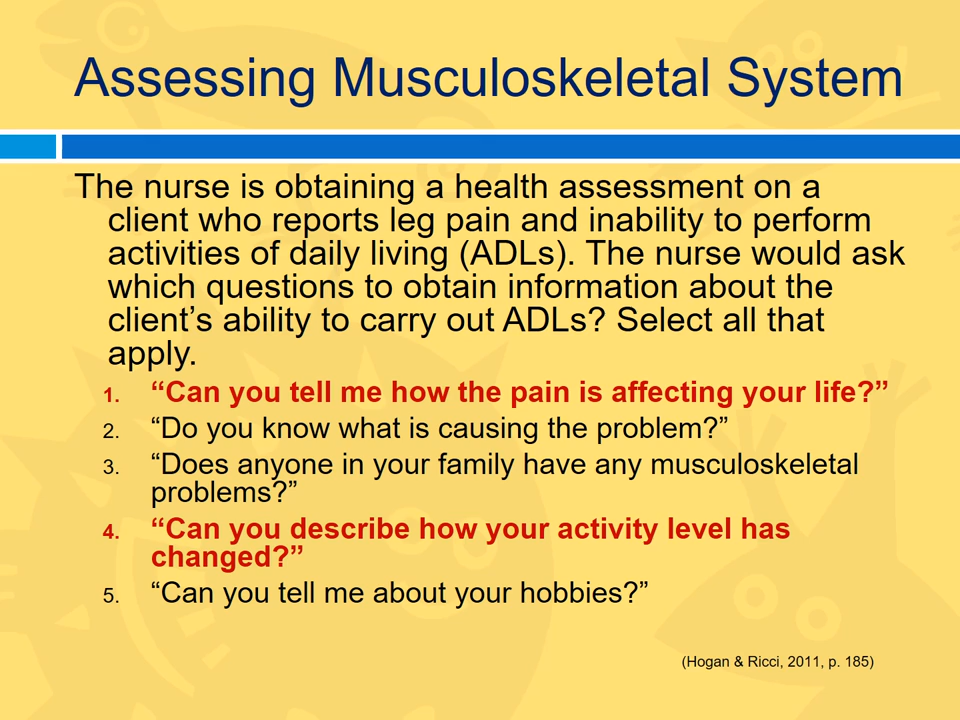 Assessing Musculoskeletal System
The nurse is obtaining a health assessment on a
client who reports leg pain and inability to perform
activities of daily living (ADLs). The nurse would ask
which questions to obtain information about the
client’s ability to carry out ADLs? Select all that
apply.
1. “Can you tell me how the pain is affecting your life?”
2. “Do you know what is causing the problem?”
3. “Does anyone in your family have any musculoskeletal
problems?”
4. “Can you describe how your activity level has
changed?”
5. “Can you tell me about your hobbies?”
(Hogan & Ricci, 2011, p. 185)